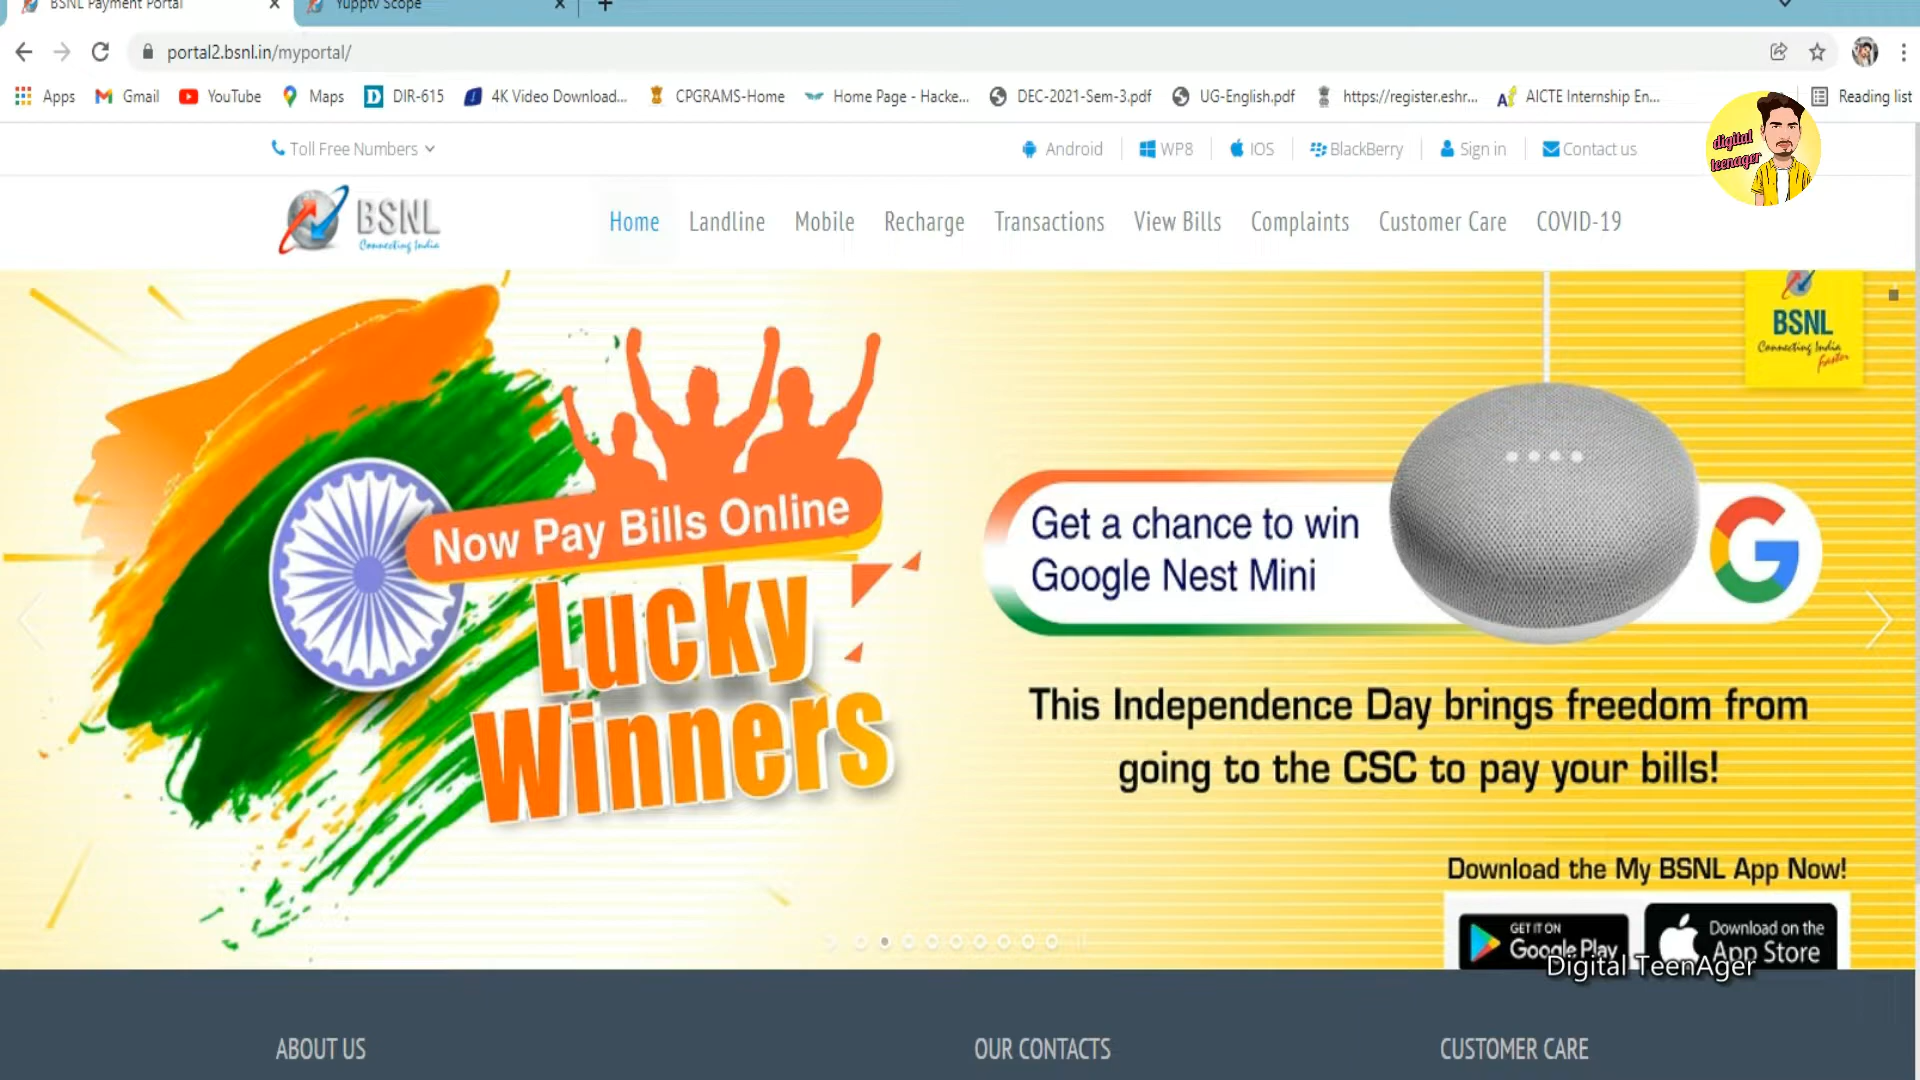 BSNL Payment Portal
Yupptv Scope
portal2.bsnl.in/myportal/
Apps
Gmail
YouTube
Maps
DIR-615
4K Video Download...
CPGRAMS-Home
Home Page - Hacke...
DEC-2021-Sem-3.pdf
UG-English.pdf
https://register.eshr...
AICTE Internship En...
Reading list
digital
teenager
Toll Free Numbers
Android
WP8
IOS
BlackBerry
Sign in
Contact us
BSNL
Connecting India
Home
Landline
Mobile
Recharge
Transactions
View Bills
Complaints
Customer Care
COVID-19
BSNL
Connecting India
faster
Now Pay Bills Online
Lucky
Winners
Get a chance to win
Google Nest Mini
This Independence Day brings freedom from
going to the CSC to pay your bills!
Download the My BSNL App Now!
GET IT ON
Google Play
Download on the
App Store
Digital TeenAger
ABOUT US
OUR CONTACTS
CUSTOMER CARE